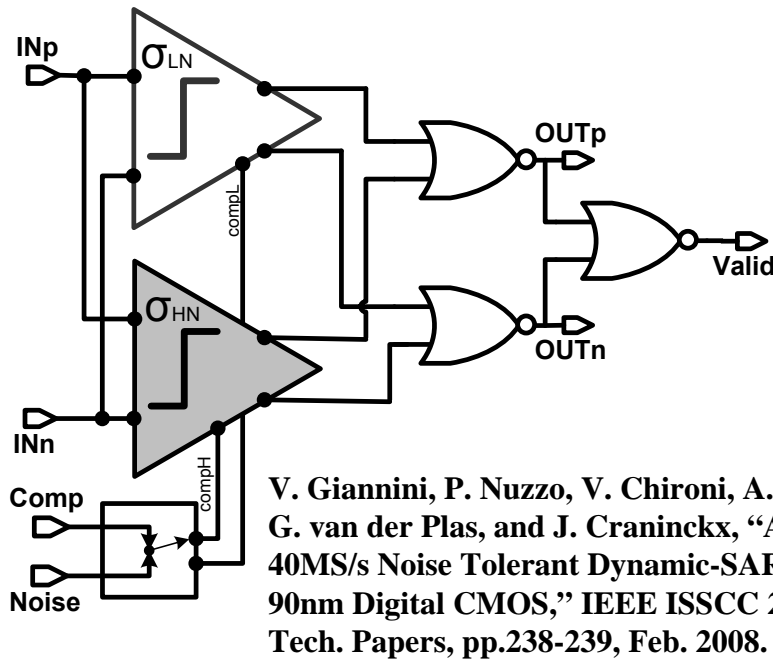 INp
σLN
OUTp
compL
Valid
σHN
OUTn
INn
compH
Comp
Noise
V. Giannini, P. Nuzzo, V. Chironi, A.
G. van der Plas, and J. Craninckx, “A
40MS/s Noise Tolerant Dynamic-SAR
90nm Digital CMOS,” IEEE ISSCC 2
Tech. Papers, pp.238-239, Feb. 2008.